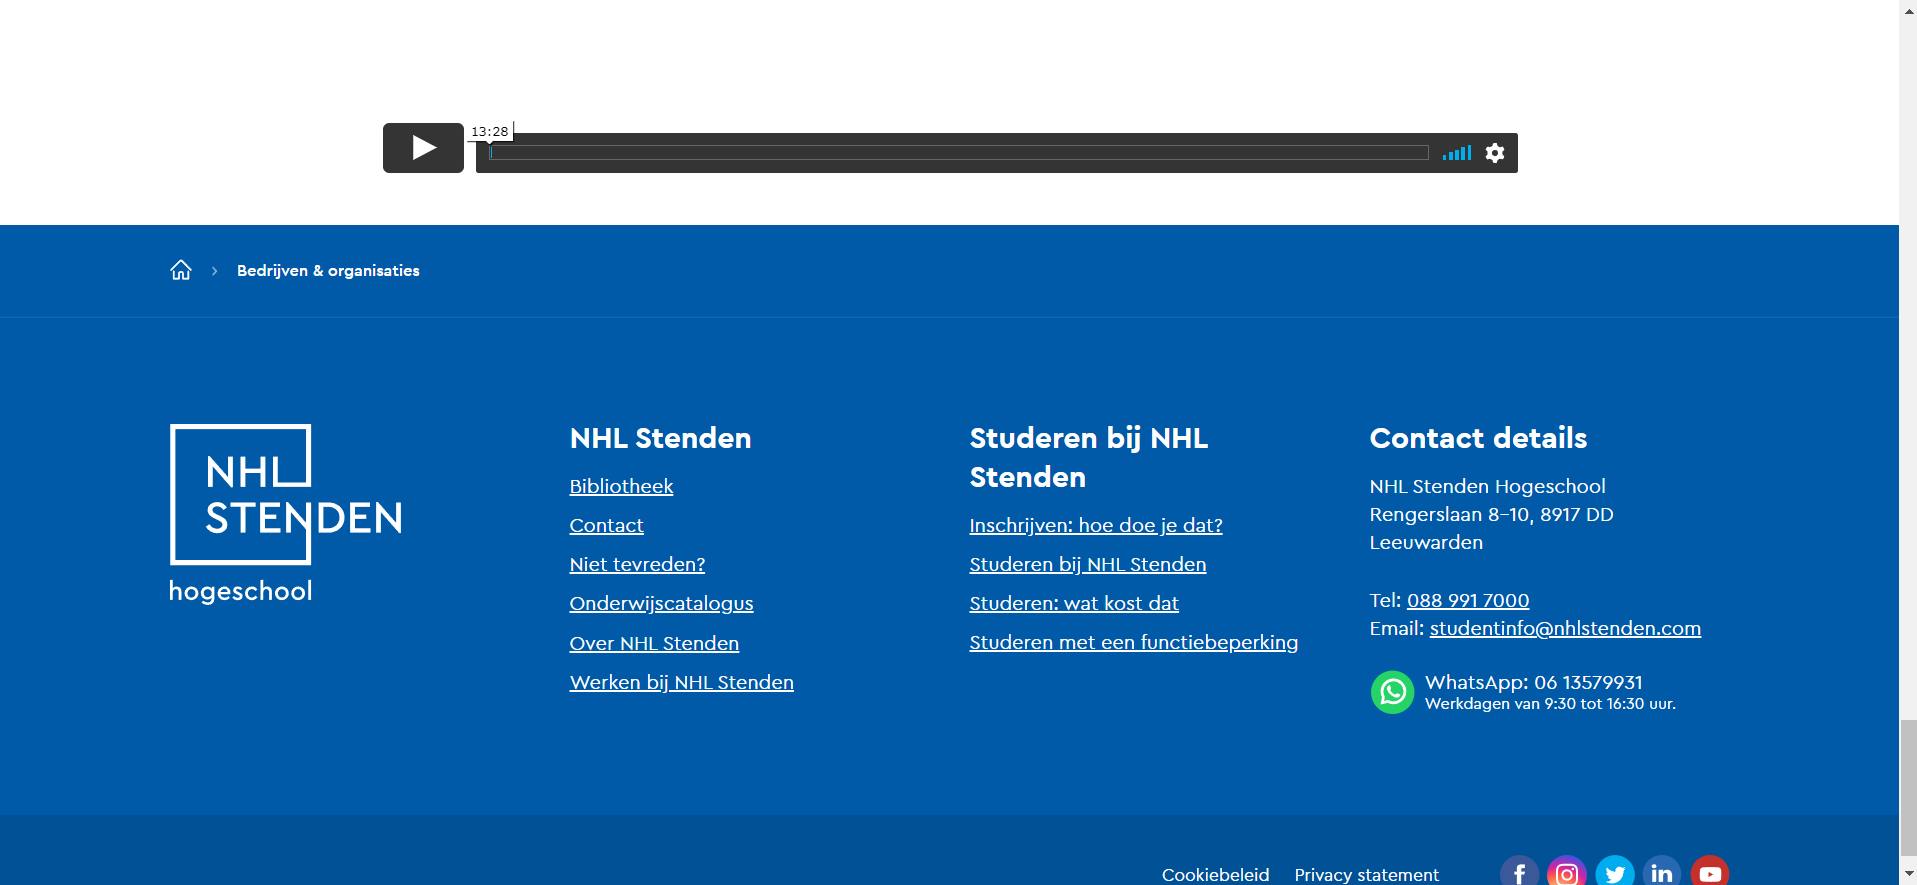 13:28
Bedrijven & organisaties
NHL
STENDEN
hogeschool
NHL Stenden
Bibliotheek
Contact
Niet tevreden?
Onderwijscatalogus
Over NHL Stenden
Werken bij NHL Stenden
Studeren bij NHL
Stenden
Inschrijven: hoe doe je dat?
Studeren bij NHL Stenden
Studeren: wat kost dat
Studeren met een functiebeperking
Contact details
NHL Stenden Hogeschool
Rengerslaan 8-10, 8917 DD
Leeuwarden
Tel: 088 991 7000
Email: studentinfo@nhlstenden.com
WhatsApp: 06 13579931
Werkdagen van 9:30 tot 16:30 uur.
Cookiebeleid Privacy statement